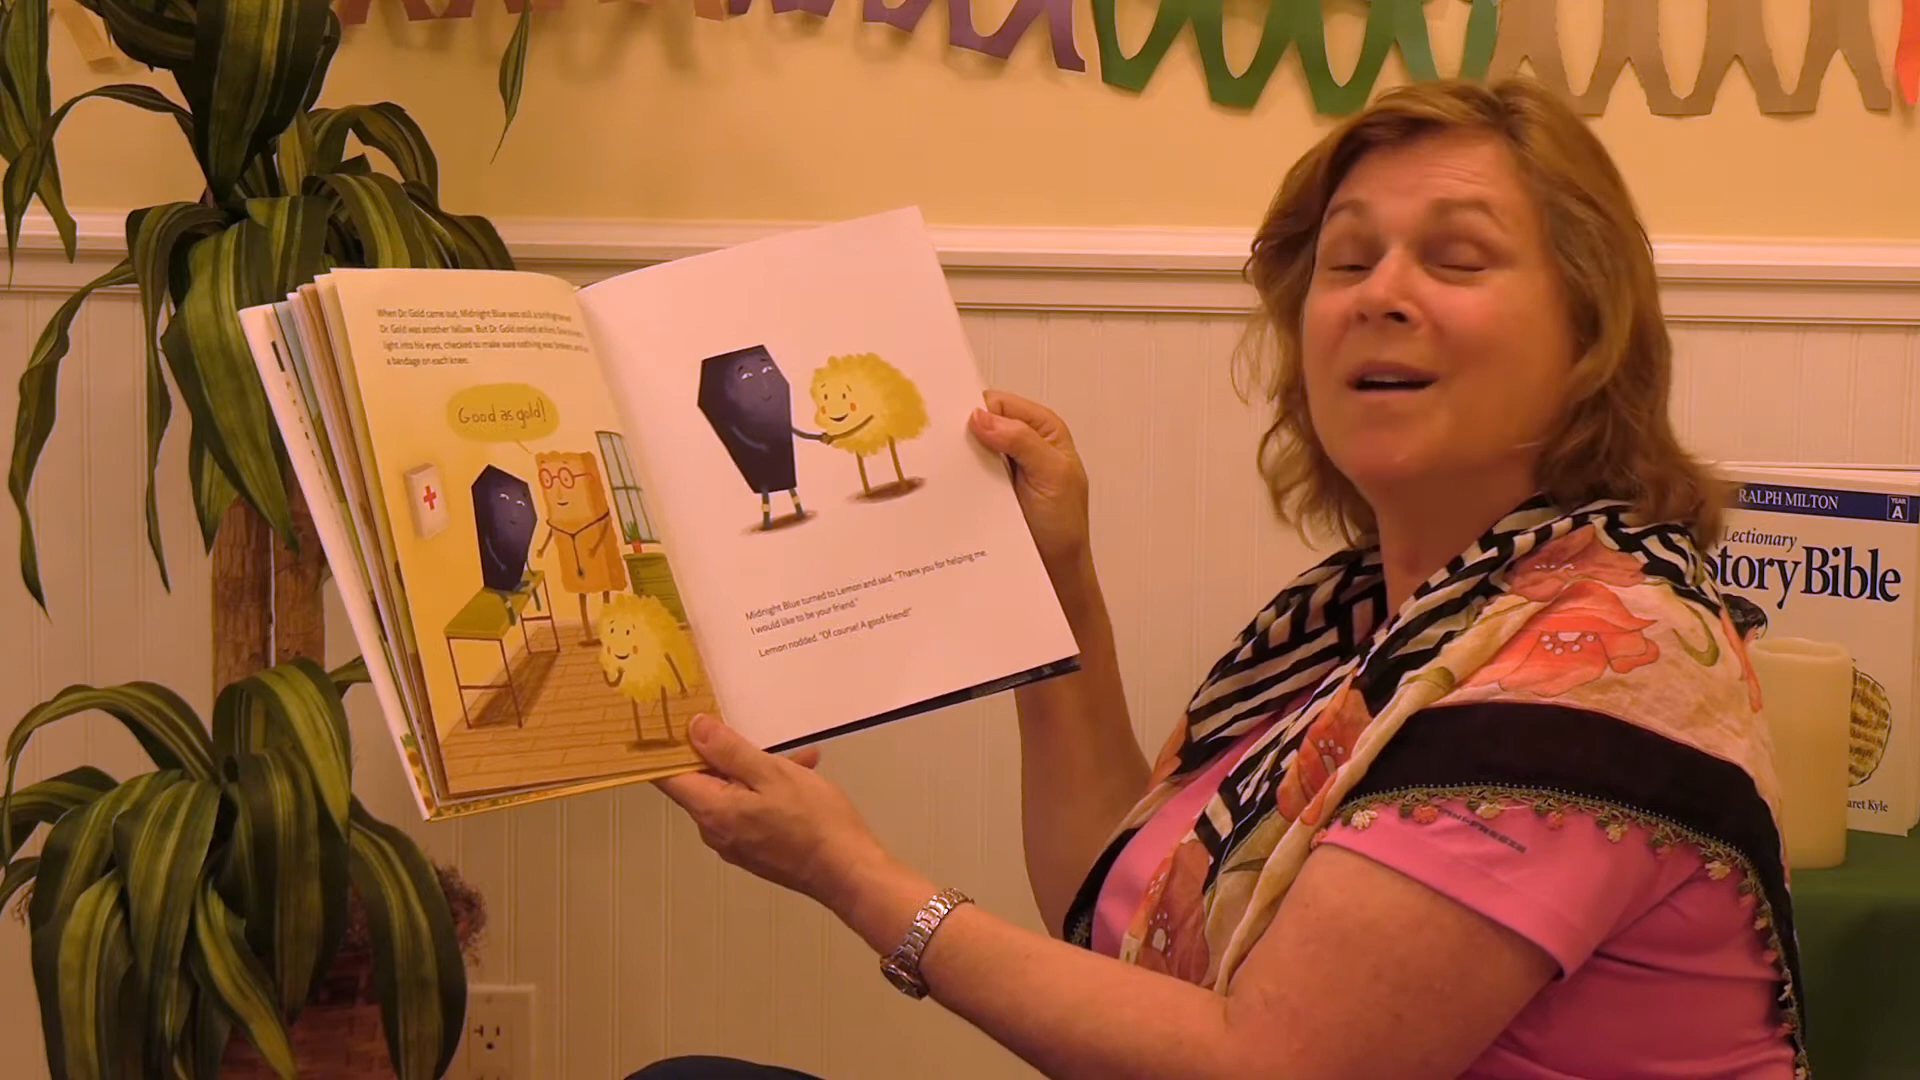 When Dr. Gold came out, Midnight Blue was still a bit
Dr. Gold was another Yellow. But Dr. Gold smiled at him. She
light into his eyes, checked to make sure nothing was broken,
a bandage on each knee.
Good as gold!
Midnight Blue turned to Lemon and said, "Thank you for helping me.
I would like to be your friend."
Lemon nodded. "Of course! A good friend!"
RALPH MILTON
YEAR
A
Lectionary
Story Bible
aret Kyle